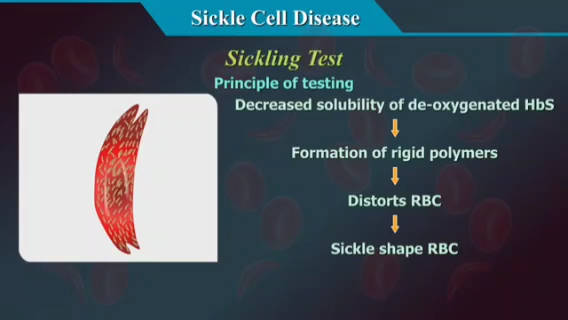 Sickle Cell Disease
Sickling Test
Principle of testing
Decreased solubility of de-oxygenated HbS
Formation of rigid polymers
Distorts RBC
Sickle shape RBC